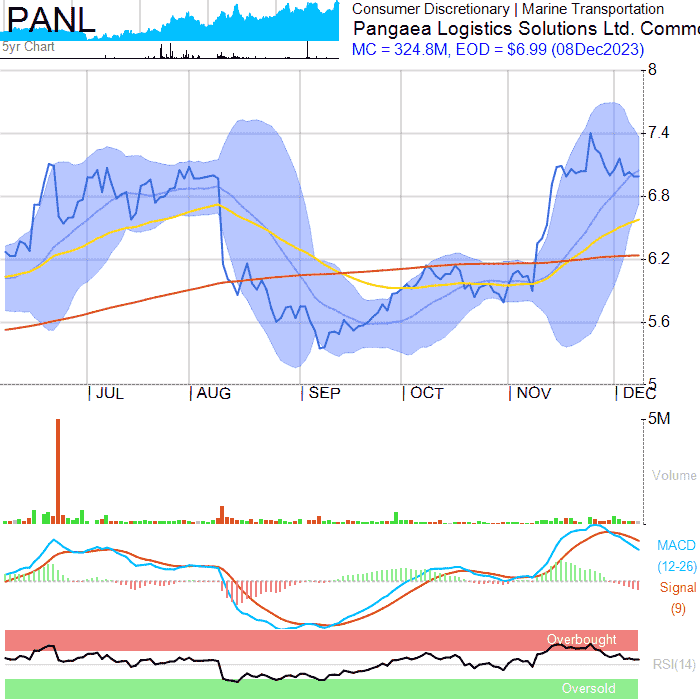 PANL
5yr Chart
Consumer Discretionary | Marine Transportation
Pangaea Logistics Solutions Ltd. Commo
MC = 324.8M, EOD = $6.99 (08Dec2023)
8
7.4
6.8
6.2
5.6
5
JUL AUG SEP OCT NOV DEC
5M
Volume
MACD
(12-26)
Signal
(9)
Overbought
RSI(14)
Oversold